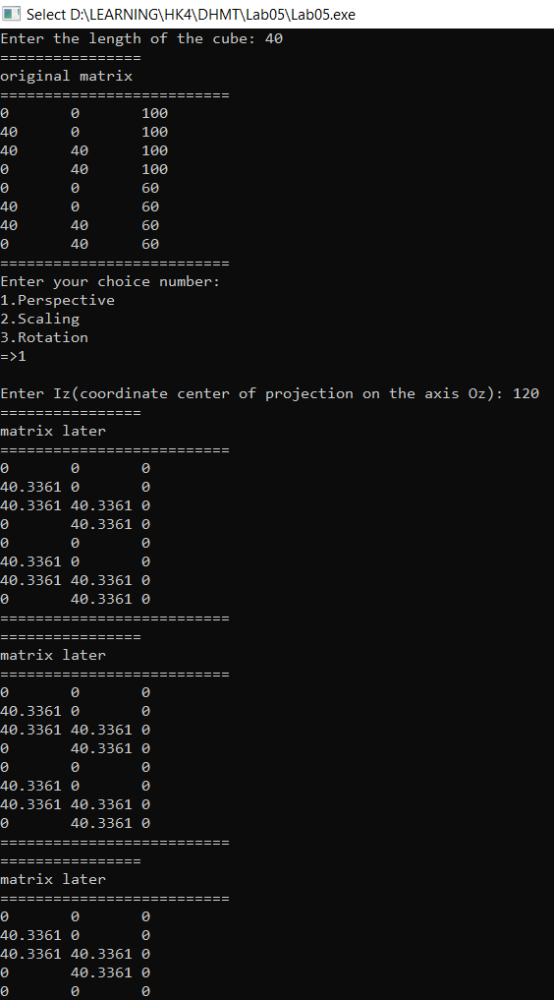 Select D:\LEARNING\HK4\DHMT\Lab05\Lab05.exe
Enter the length of the cube: 40
================
original matrix
==========================
0 0 100
40 0 100
40 40 100
0 40 100
0 0 60
40 0 60
40 40 60
0 40 60
==========================
Enter your choice number:
1.Perspective
2.Scaling
3.Rotation
=>1
Enter Iz(coordinate center of projection on the axis Oz): 120
================
matrix later
==========================
0 0 0
40.3361 0 0
40.3361 40.3361 0
0 40.3361 0
0 0 0
40.3361 0 0
40.3361 40.3361 0
0 40.3361 0
==========================
================
matrix later
==========================
0 0 0
40.3361 0 0
40.3361 40.3361 0
0 40.3361 0
0 0 0
40.3361 0 0
40.3361 40.3361 0
0 40.3361 0
==========================
================
matrix later
==========================
0 0 0
40.3361 0 0
40.3361 40.3361 0
0 40.3361 0
0 0 0